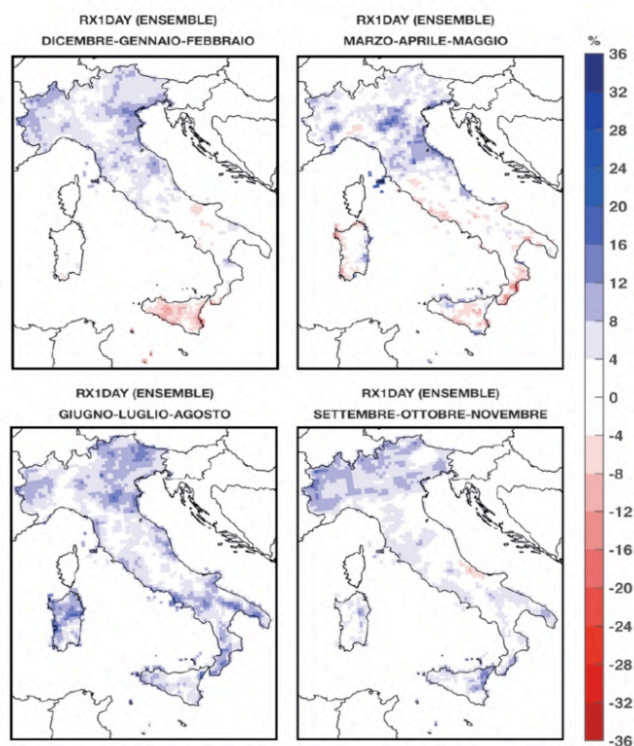 RX1DAY (ENSEMBLE)
DICEMBRE-GENNAIO-FEBBRAIO
RX1DAY (ENSEMBLE)
MARZO-APRILE-MAGGIO
%
36
32
28
24
20
16
12
8
4
0
-4
-8
-12
-16
-20
-24
-28
-32
-36
RX1DAY (ENSEMBLE)
GIUGNO-LUGLIO-AGOSTO
RX1DAY (ENSEMBLE)
SETTEMBRE-OTTOBRE-NOVEMBRE